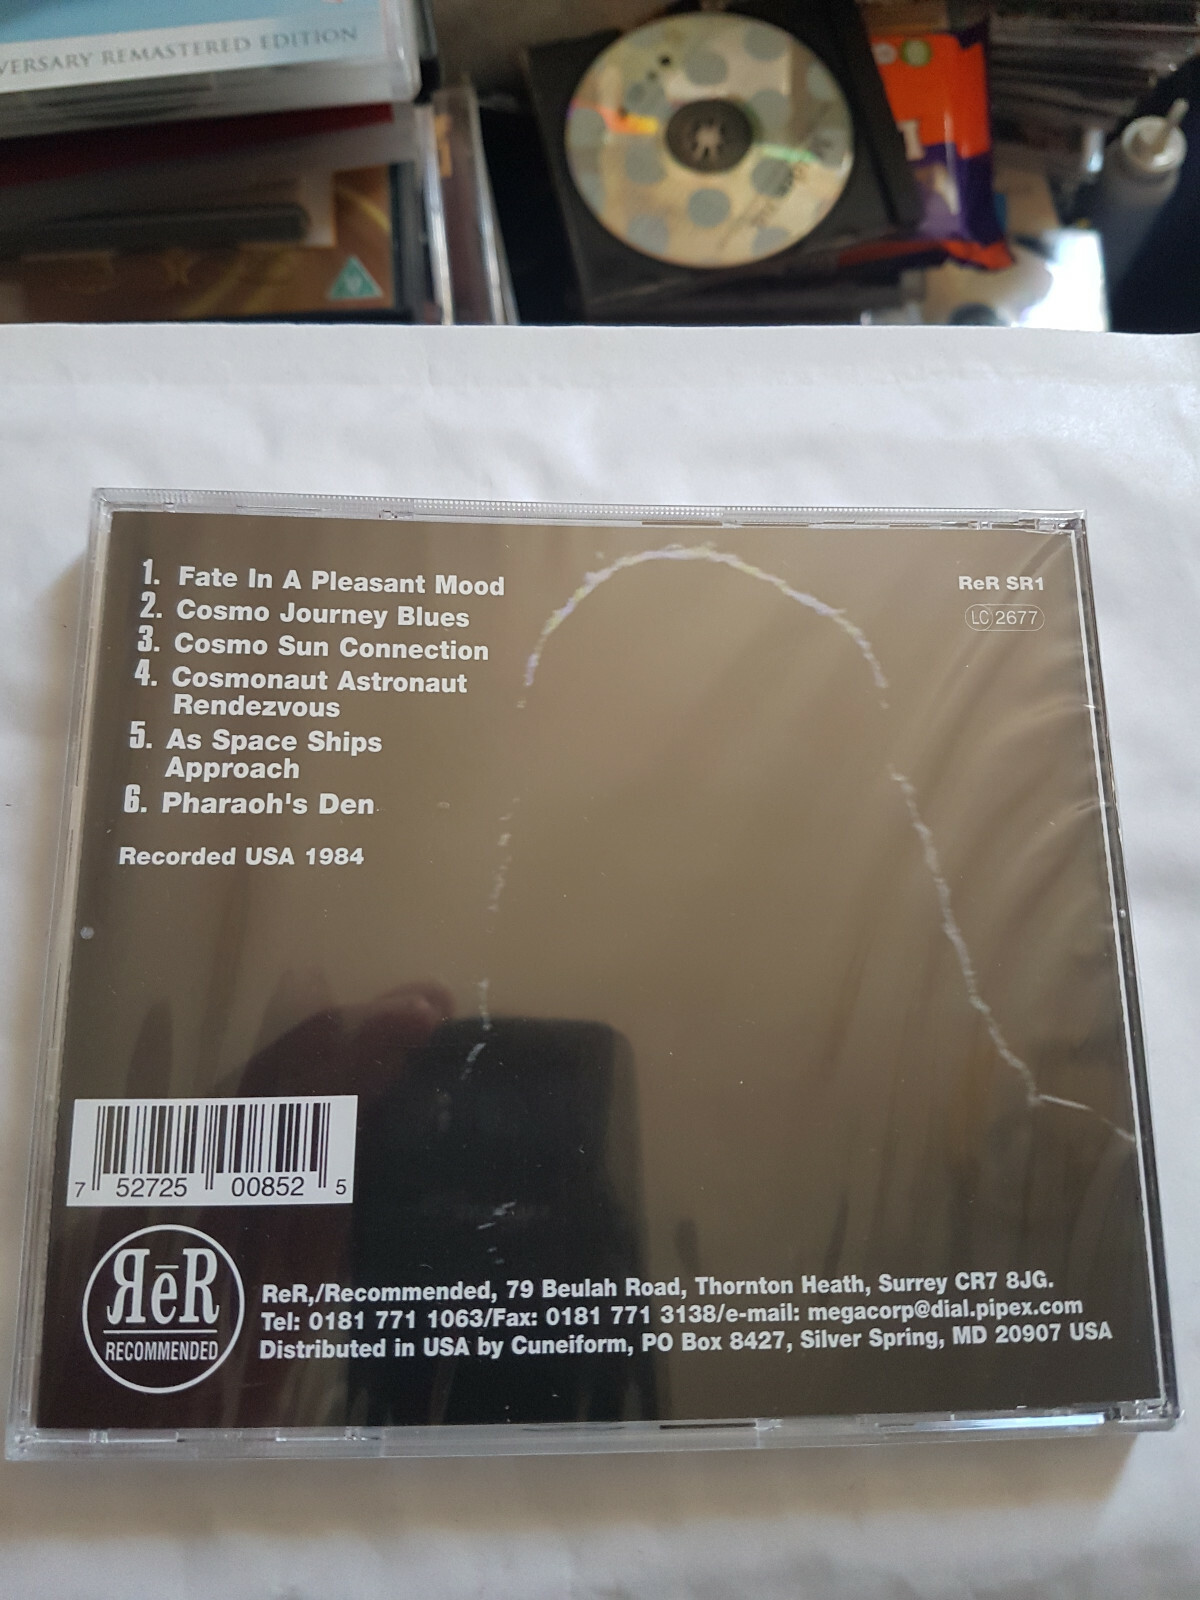 VERSARY REMASTERED EDITION
1. Fate In A Pleasant Mood
2. Cosmo Journey Blues
3. Cosmo Sun Connection
4. Cosmonaut Astronaut
Rendezvous
5. As Space Ships
Approach
6. Pharaoh's Den
Recorded USA 1984
ReR SR1
LC 2677
7 52725 00852 5
ReR
RECOMMENDED
ReR,/Recommended, 79 Beulah Road, Thornton Heath, Surrey CR7 8JG.
Tel: 0181 771 1063/Fax: 0181 771 3138/e-mail: megacorp@dial.pipex.com
Distributed in USA by Cuneiform, PO Box 8427, Silver Spring, MD 20907 USA